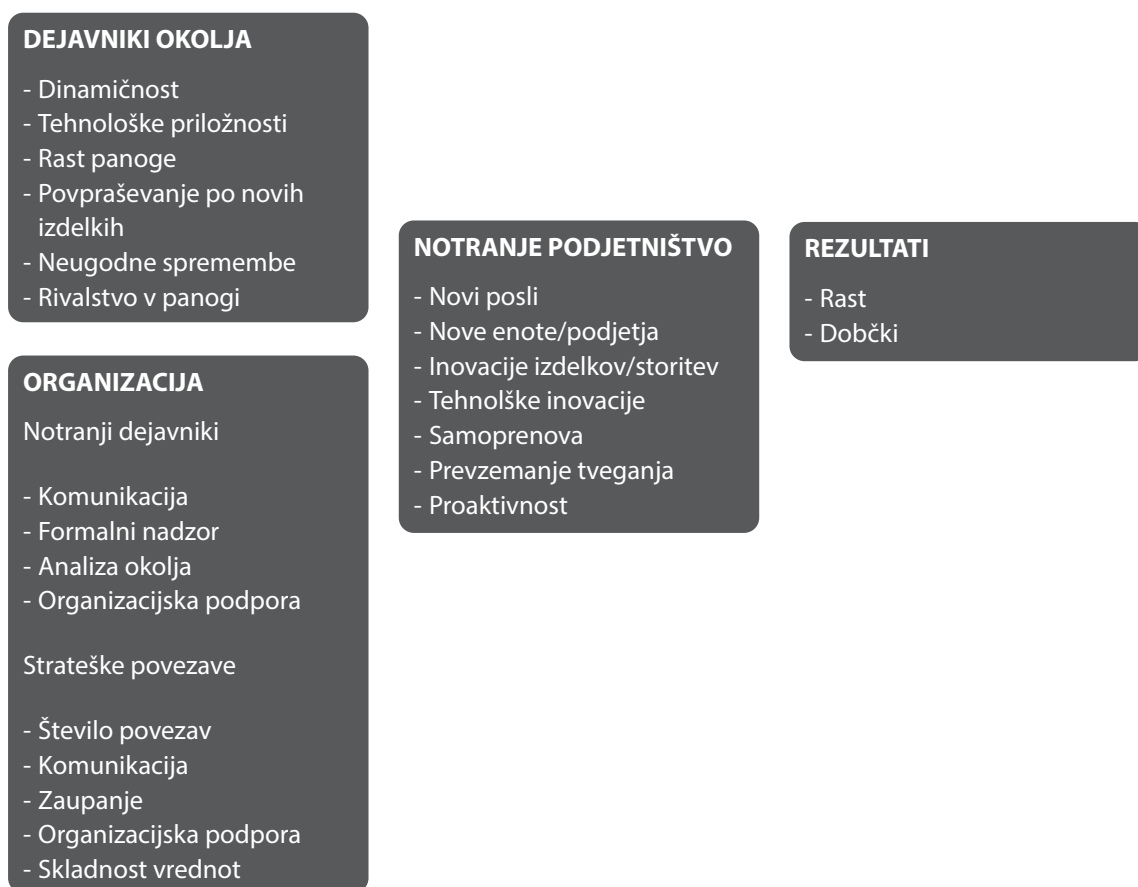 DEJAVNIKI OKOLJA
- Dinamičnost
- Tehnološke priložnosti
- Rast panoge
- Povpraševanje po novih
izdelkih
- Neugodne spremembe
- Rivalstvo v panogi
ORGANIZACIJA
Notranji dejavniki
- Komunikacija
- Formalni nadzor
- Analiza okolja
- Organizacijska podpora
Strateške povezave
- Število povezav
- Komunikacija
- Zaupanje
- Organizacijska podpora
- Skladnost vrednot
NOTRANJE PODJETNIŠTVO
- Novi posli
- Nove enote/podjetja
- Inovacije izdelkov/storitev
- Tehnolške inovacije
- Samoprenova
- Prevzemanje tveganja
- Proaktivnost
REZULTATI
- Rast
- Dobčki